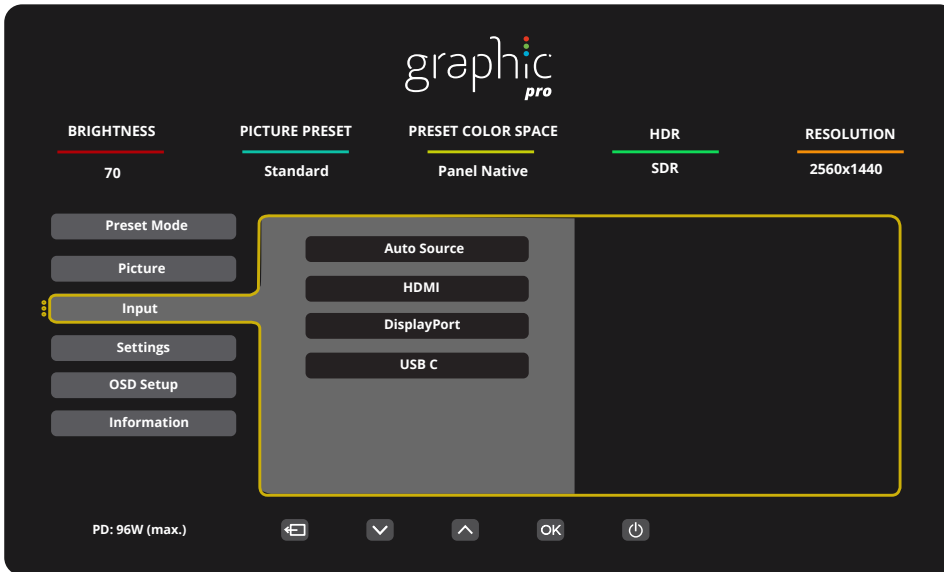 graphic
pro
BRIGHTNESS PICTURE PRESET PRESET COLOR SPACE HDR RESOLUTION
70 Standard Panel Native SDR 2560x1440
Preset Mode
Picture
Input
Settings
OSD Setup
Information
Auto Source
HDMI
DisplayPort
USB C
PD: 96W (max.)
OK